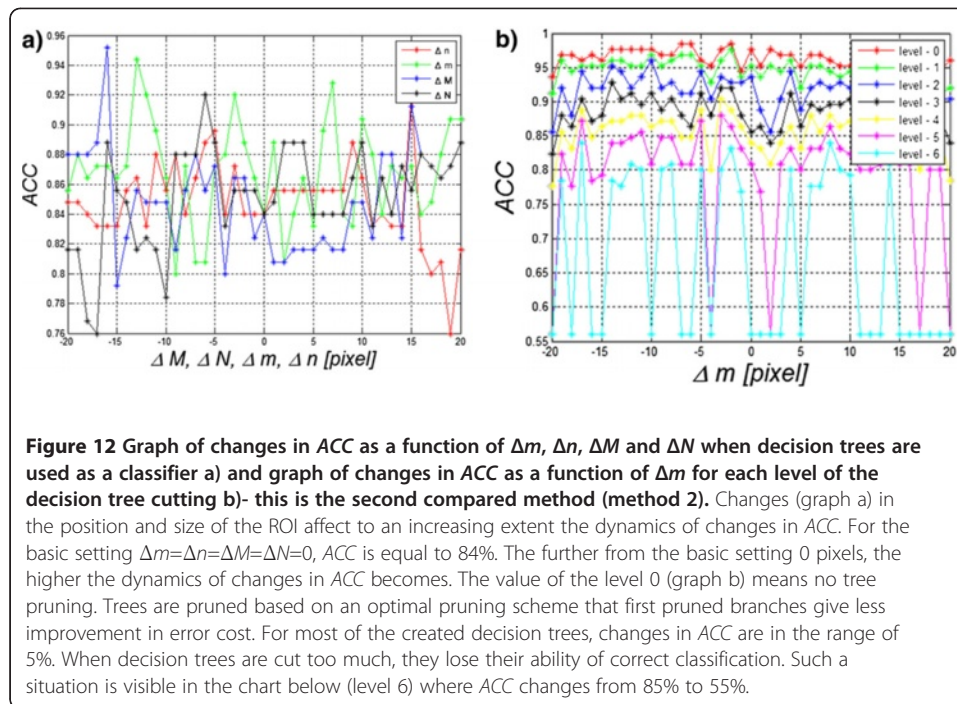 a)
0.96
0.94
0.92
0.9
0.88
0.86
0.84
0.82
0.8
0.78
0.76
ACC
-20 -15 -10 -5 0 5 10 15 20
Δ M, Δ N, Δ m, Δ n [pixel]
Δ n
Δ m
Δ M
Δ N
b)
1
0.95
0.9
0.85
0.8
0.75
0.7
0.65
0.6
0.55
ACC
-20 -15 -10 -5 0 5 10 15 20
Δ m [pixel]
level - 0
level - 1
level - 2
level - 3
level - 4
level - 5
level - 6
Figure 12 Graph of changes in ACC as a function of Δm, Δn, ΔM and ΔN when decision trees are
used as a classifier a) and graph of changes in ACC as a function of Δm for each level of the
decision tree cutting b)- this is the second compared method (method 2). Changes (graph a) in
the position and size of the ROI affect to an increasing extent the dynamics of changes in ACC. For the
basic setting Δm=Δn=ΔM=ΔN=0, ACC is equal to 84%. The further from the basic setting 0 pixels, the
higher the dynamics of changes in ACC becomes. The value of the level 0 (graph b) means no tree
pruning. Trees are pruned based on an optimal pruning scheme that first pruned branches give less
improvement in error cost. For most of the created decision trees, changes in ACC are in the range of
5%. When decision trees are cut too much, they lose their ability of correct classification. Such a
situation is visible in the chart below (level 6) where ACC changes from 85% to 55%.